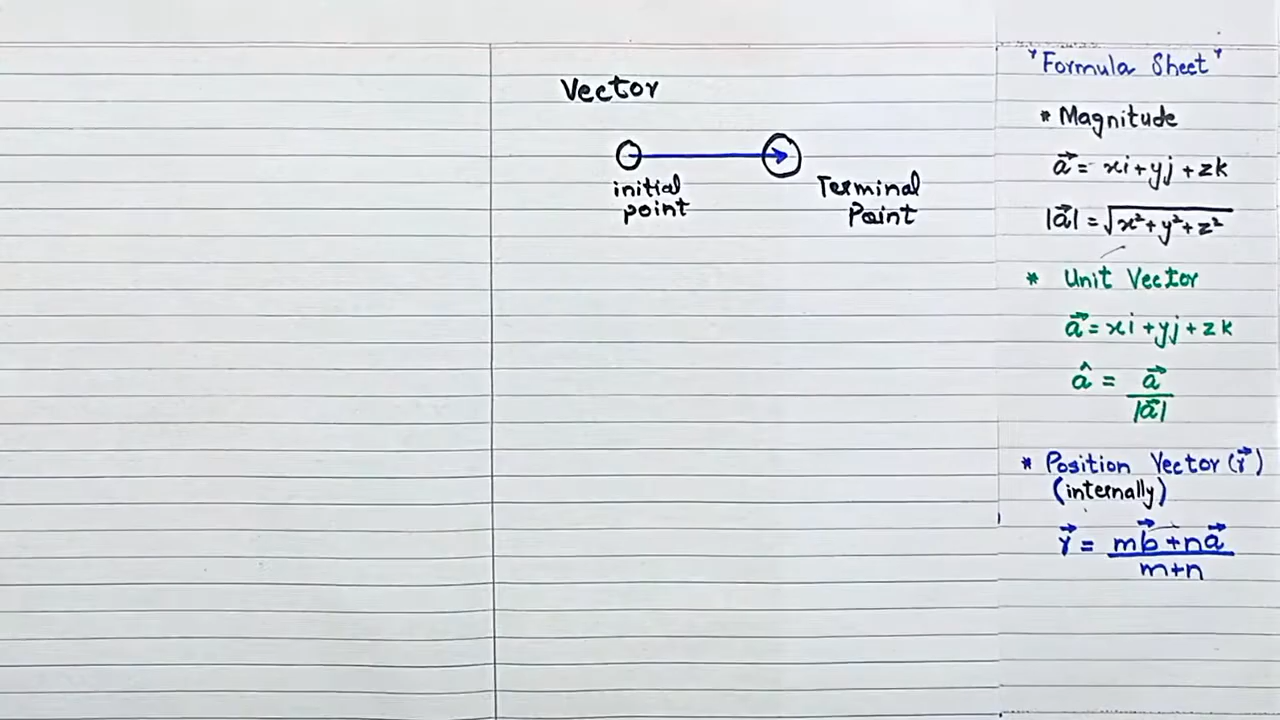 Vector
initial
point
Terminal
Point
"Formula Sheet"
* Magnitude
a⃗ = xi + yj + zk
|a⃗| = √x² + y² + z²
* Unit Vector
a⃗ = xi + yj + zk
â = a⃗ / |a⃗|
* Position Vector (r⃗)
(internally)
r⃗ = mb⃗ + na⃗ / m+n